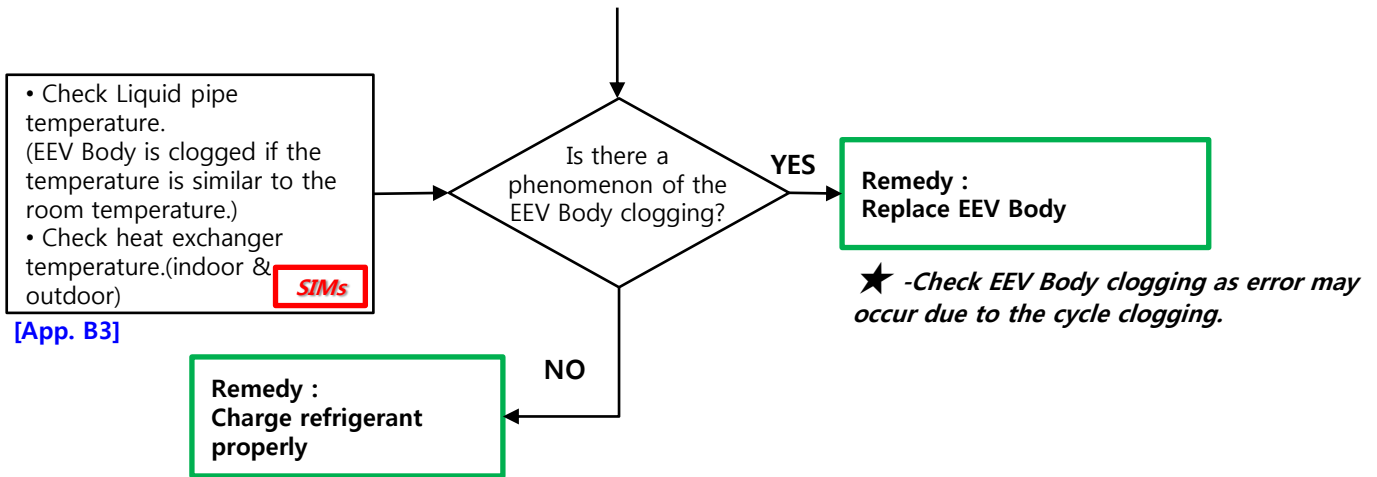 • Check Liquid pipe
temperature.
(EEV Body is clogged if the
temperature is similar to the
room temperature.)
• Check heat exchanger
temperature.(indoor &
outdoor)
SIMs
[App. B3]
Is there a
phenomenon of the
EEV Body clogging?
YES
Remedy :
Replace EEV Body
★ -Check EEV Body clogging as error may
occur due to the cycle clogging.
NO
Remedy :
Charge refrigerant
properly